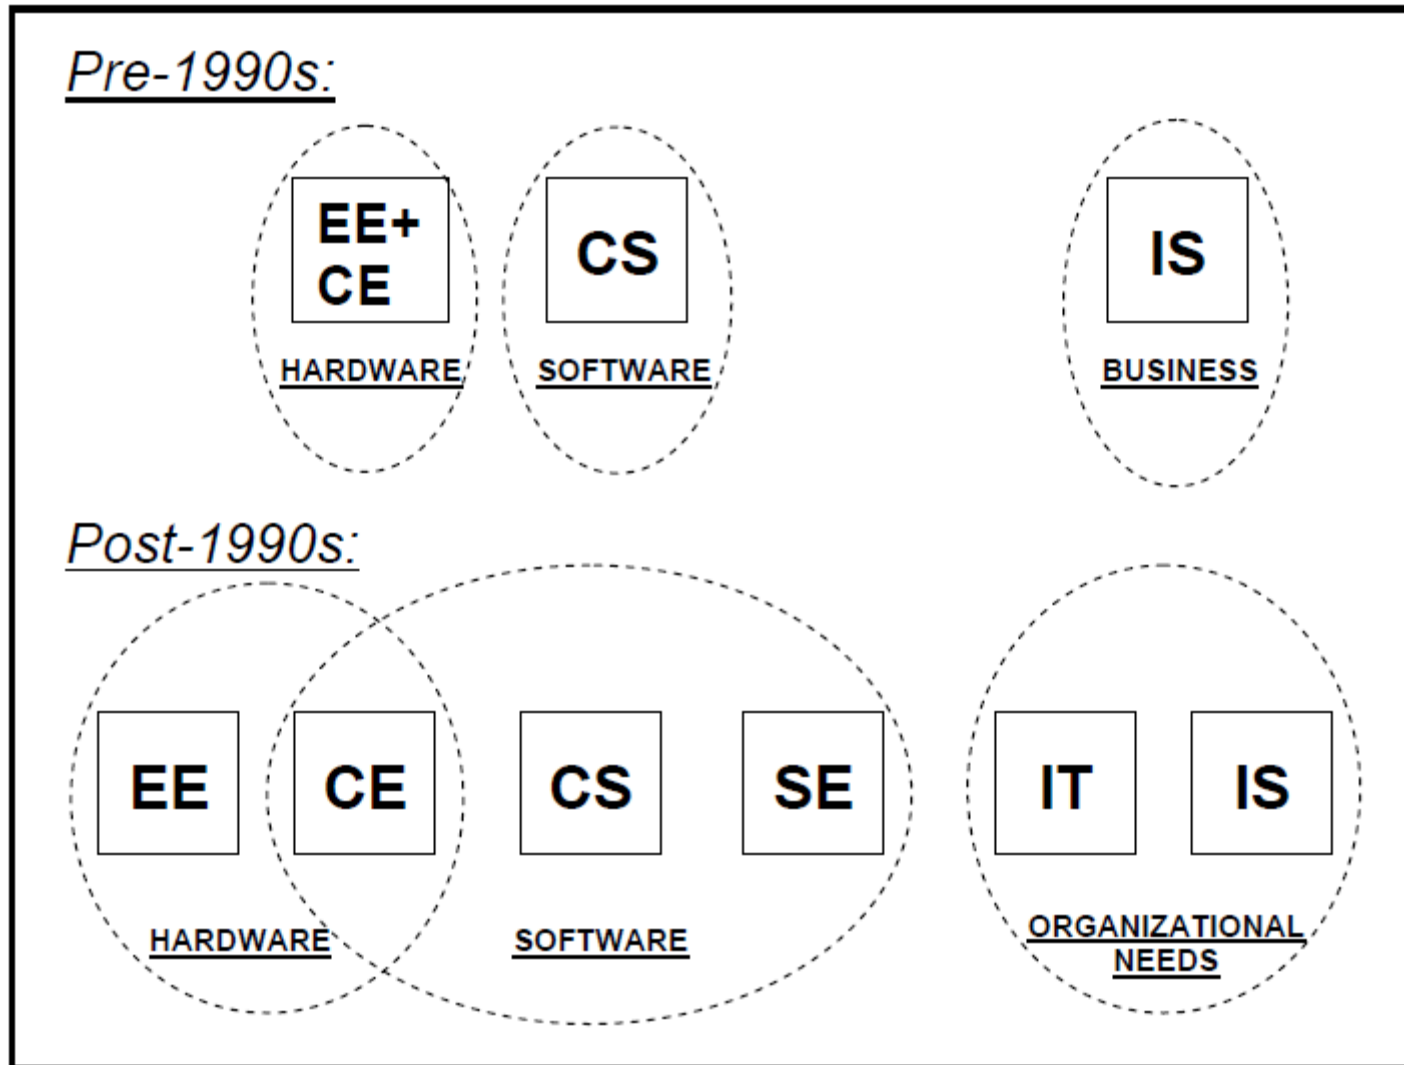 Pre-1990s:
EE+
CE
CS
IS
HARDWARE
SOFTWARE
BUSINESS
Post-1990s:
EE
CE
CS
SE
IT
IS
HARDWARE
SOFTWARE
ORGANIZATIONAL
NEEDS